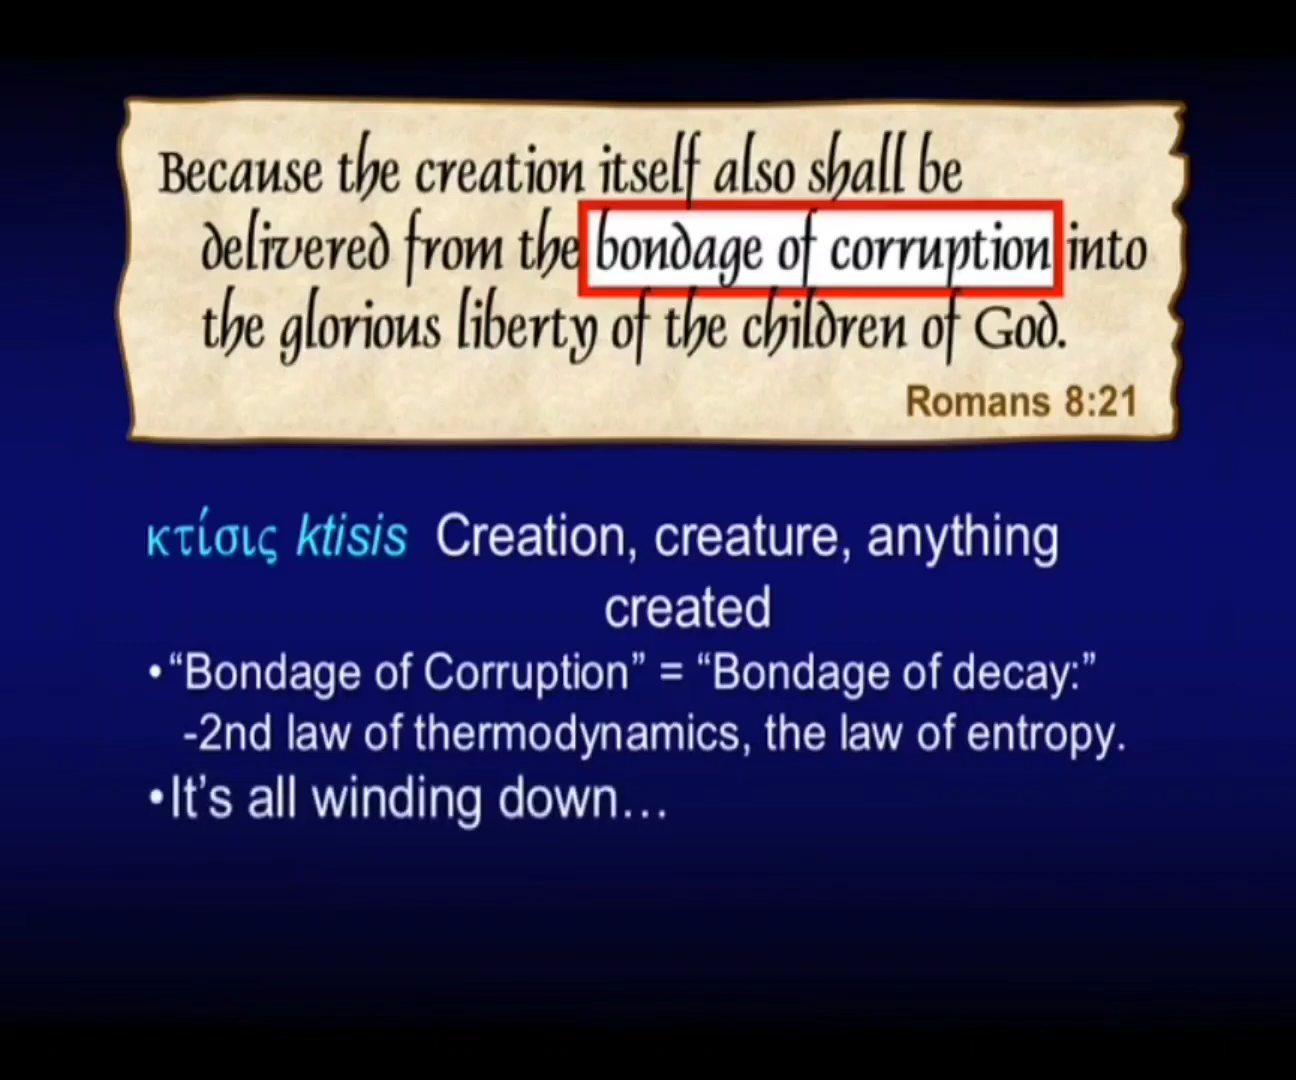 Because the creation itself also shall be
delivered from the bondage of corruption into
the glorious liberty of the children of God.
Romans 8:21
κτίσις ktisis Creation, creature, anything
created
•“Bondage of Corruption” = “Bondage of decay:”
-2nd law of thermodynamics, the law of entropy.
•It’s all winding down…